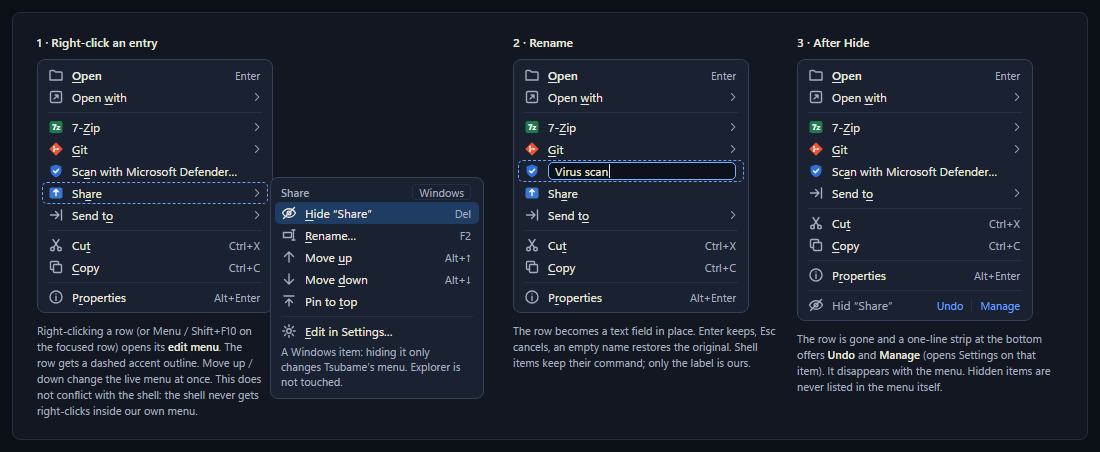 1 · Right-click an entry
Open Enter
Open with
7-Zip
Git
Scan with Microsoft Defender...
Share
Send to
Cut Ctrl+X
Copy Ctrl+C
Properties Alt+Enter
Share Windows
Hide “Share” Del
Rename... F2
Move up Alt+↑
Move down Alt+↓
Pin to top
Edit in Settings...
A Windows item: hiding it only
changes Tsubame's menu. Explorer is
not touched.
Right-clicking a row (or Menu / Shift+F10 on
the focused row) opens its edit menu. The
row gets a dashed accent outline. Move up /
down change the live menu at once. This does
not conflict with the shell: the shell never gets
right-clicks inside our own menu.
2 · Rename
Open Enter
Open with
7-Zip
Git
Virus scan
Share
Send to
Cut Ctrl+X
Copy Ctrl+C
Properties Alt+Enter
The row becomes a text field in place. Enter keeps, Esc
cancels, an empty name restores the original. Shell
items keep their command; only the label is ours.
3 · After Hide
Open Enter
Open with
7-Zip
Git
Scan with Microsoft Defender...
Send to
Cut Ctrl+X
Copy Ctrl+C
Properties Alt+Enter
Hid “Share” Undo Manage
The row is gone and a one-line strip at the bottom
offers Undo and Manage (opens Settings on that
item). It disappears with the menu. Hidden items are
never listed in the menu itself.